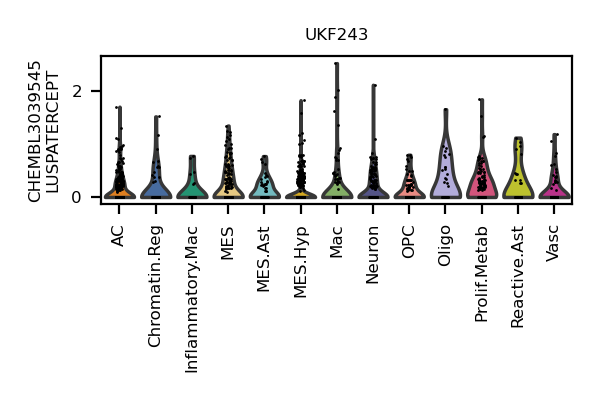 UKF243
CHEMBL3039545
LUSPATERCEPT
2
0
AC
Chromatin.Reg
Inflammatory.Mac
MES
MES.Ast
MES.Hyp
Mac
Neuron
OPC
Oligo
Prolif.Metab
Reactive.Ast
Vasc